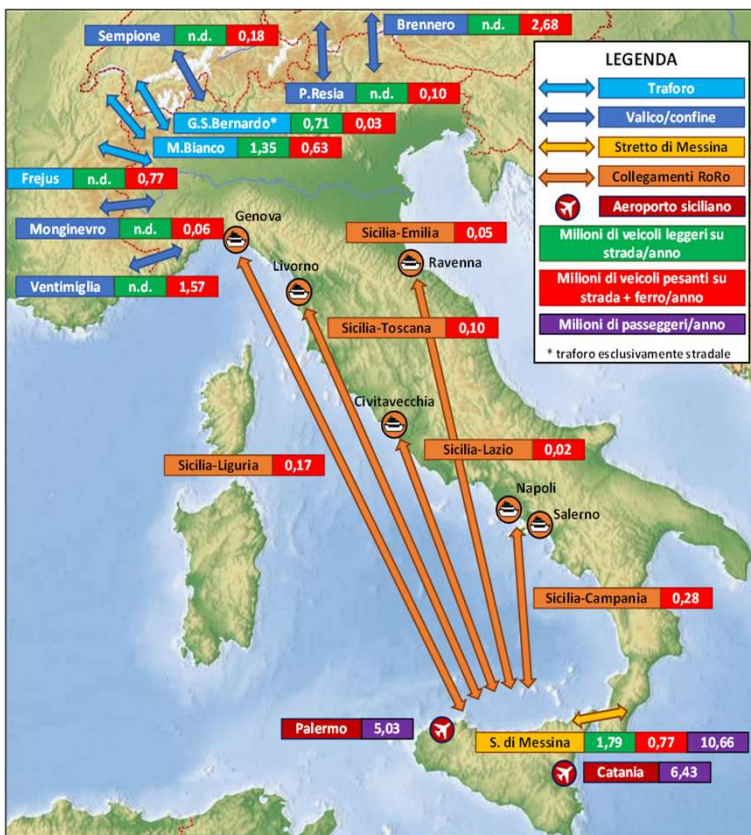 Sempione n.d. 0,18
Brennero n.d. 2,68
P.Resia n.d. 0,10
G.S.Bernardo* 0,71 0,03
M.Bianco 1,35 0,63
Frejus n.d. 0,77
Monginevro n.d. 0,06
Ventimiglia n.d. 1,57
LEGENDA
Traforo
Valico/confine
Stretto di Messina
Collegamenti RoRo
Aeroporto siciliano
Milioni di veicoli leggeri su
strada/anno
Milioni di veicoli pesanti su
strada + ferro/anno
Milioni di passeggeri/anno
* traforo esclusivamente stradale
Genova
Sicilia-Emilia 0,05
Livorno
Ravenna
Sicilia-Toscana 0,10
Civitavecchia
Sicilia-Lazio 0,02
Sicilia-Liguria 0,17
Napoli
Salerno
Sicilia-Campania 0,28
Palermo 5,03
S. di Messina 1,79 0,77 10,66
Catania 6,43